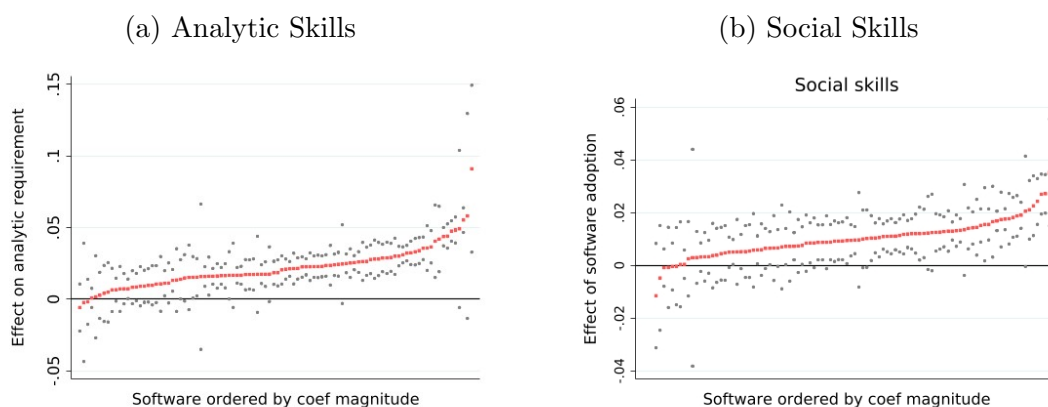 (a) Analytic Skills
(b) Social Skills
Effect on analytic requirement
.15
.1
.05
0
-.05
Software ordered by coef magnitude
Social skills
Effect of software adoption
.06
.04
.02
0
-.02
-.04
Software ordered by coef magnitude